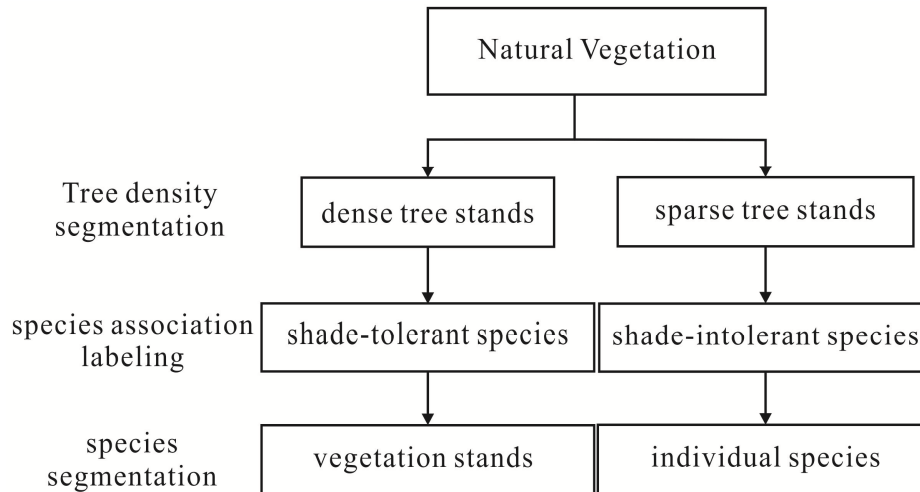 Natural Vegetation
Tree density
segmentation
dense tree stands
sparse tree stands
species association
labeling
shade-tolerant species
shade-intolerant species
species
segmentation
vegetation stands
individual species